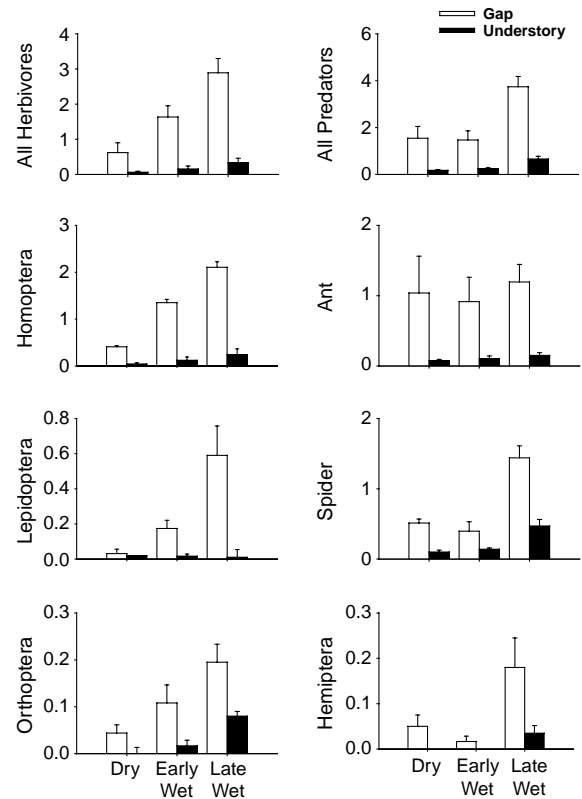 Gap
Understory
All Herbivores
4
3
2
1
0
All Predators
6
4
2
0
Homoptera
3
2
1
0
Ant
2
1
0
Lepidoptera
0.8
0.6
0.4
0.2
0.0
Spider
2
1
0
Orthoptera
0.3
0.2
0.1
0.0
Dry
Early
Wet
Late
Wet
Hemiptera
0.3
0.2
0.1
0.0
Dry
Early
Wet
Late
Wet